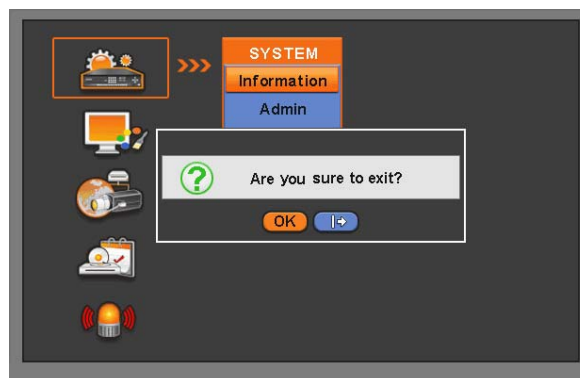 SYSTEM
Information
Admin
Are you sure to exit?
OK